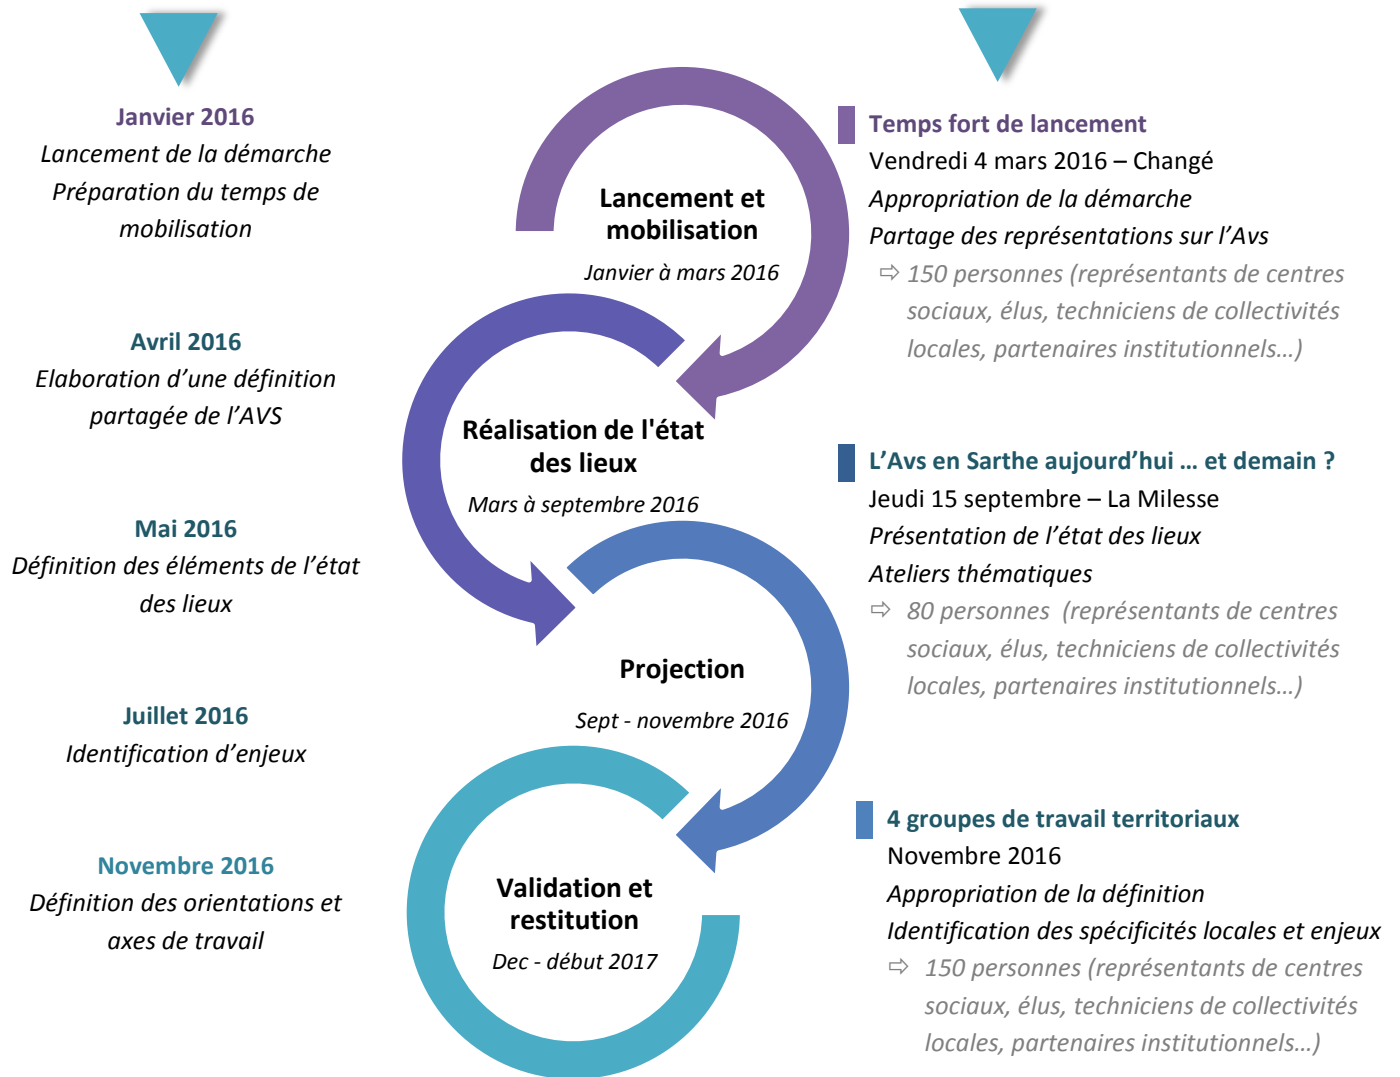 Janvier 2016
Lancement de la démarche
Préparation du temps de
mobilisation
Avril 2016
Elaboration d’une définition
partagée de l’AVS
Mai 2016
Définition des éléments de l’état
des lieux
Juillet 2016
Identification d’enjeux
Novembre 2016
Définition des orientations et
axes de travail
Lancement et
mobilisation
Janvier à mars 2016
Réalisation de l'état
des lieux
Mars à septembre 2016
Projection
Sept - novembre 2016
Validation et
restitution
Dec - début 2017
Temps fort de lancement
Vendredi 4 mars 2016 – Changé
Appropriation de la démarche
Partage des représentations sur l’Avs
⇨ 150 personnes (représentants de centres
sociaux, élus, techniciens de collectivités
locales, partenaires institutionnels…)
L’Avs en Sarthe aujourd’hui … et demain ?
Jeudi 15 septembre – La Milesse
Présentation de l’état des lieux
Ateliers thématiques
⇨ 80 personnes (représentants de centres
sociaux, élus, techniciens de collectivités
locales, partenaires institutionnels…)
4 groupes de travail territoriaux
Novembre 2016
Appropriation de la définition
Identification des spécificités locales et enjeux
⇨ 150 personnes (représentants de centres
sociaux, élus, techniciens de collectivités
locales, partenaires institutionnels…)